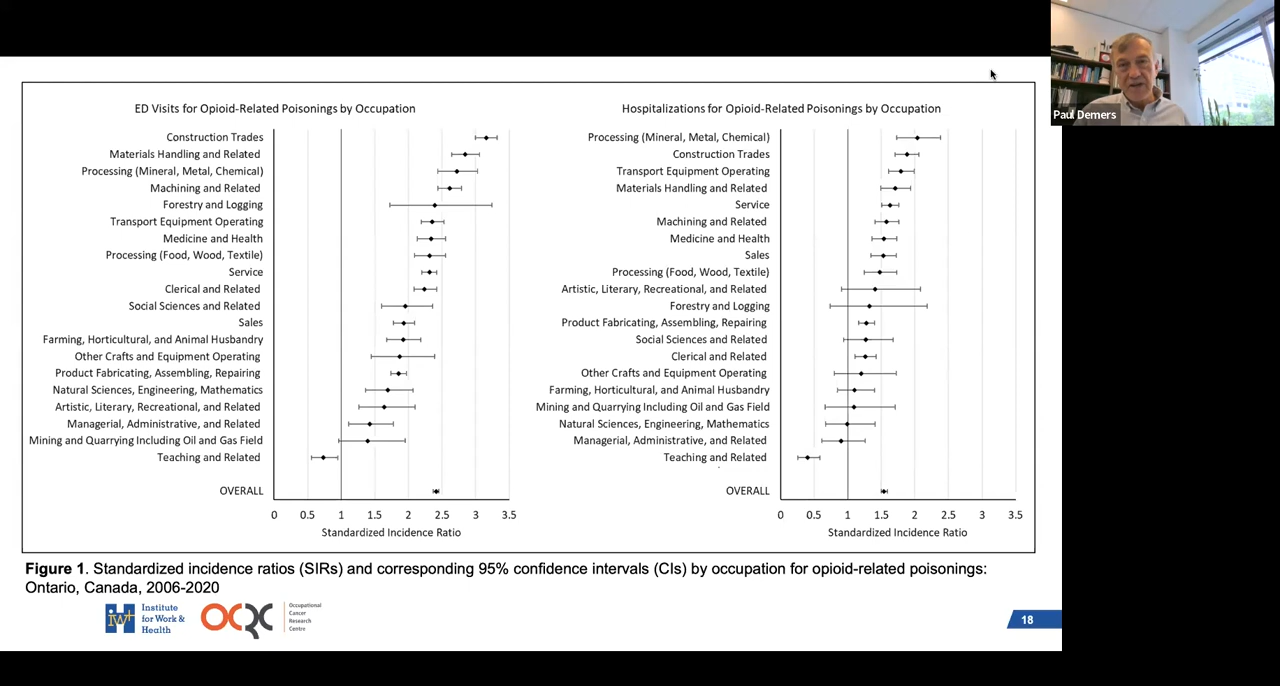 Paul Demers
ED Visits for Opioid-Related Poisonings by Occupation
Construction Trades
Materials Handling and Related
Processing (Mineral, Metal, Chemical)
Machining and Related
Forestry and Logging
Transport Equipment Operating
Medicine and Health
Processing (Food, Wood, Textile)
Service
Clerical and Related
Social Sciences and Related
Sales
Farming, Horticultural, and Animal Husbandry
Other Crafts and Equipment Operating
Product Fabricating, Assembling, Repairing
Natural Sciences, Engineering, Mathematics
Artistic, Literary, Recreational, and Related
Managerial, Administrative, and Related
Mining and Quarrying Including Oil and Gas Field
Teaching and Related
OVERALL
0 0.5 1 1.5 2 2.5 3 3.5
Standardized Incidence Ratio
Hospitalizations for Opioid-Related Poisonings by Occupation
Processing (Mineral, Metal, Chemical)
Construction Trades
Transport Equipment Operating
Materials Handling and Related
Service
Machining and Related
Medicine and Health
Sales
Processing (Food, Wood, Textile)
Artistic, Literary, Recreational, and Related
Forestry and Logging
Product Fabricating, Assembling, Repairing
Social Sciences and Related
Clerical and Related
Other Crafts and Equipment Operating
Farming, Horticultural, and Animal Husbandry
Mining and Quarrying Including Oil and Gas Field
Natural Sciences, Engineering, Mathematics
Managerial, Administrative, and Related
Teaching and Related
OVERALL
0 0.5 1 1.5 2 2.5 3 3.5
Standardized Incidence Ratio
Figure 1. Standardized incidence ratios (SIRs) and corresponding 95% confidence intervals (CIs) by occupation for opioid-related poisonings:
Ontario, Canada, 2006-2020
iwh
Institute
for Work &
Health
OCRC
Occupational
Cancer
Research
Centre
18